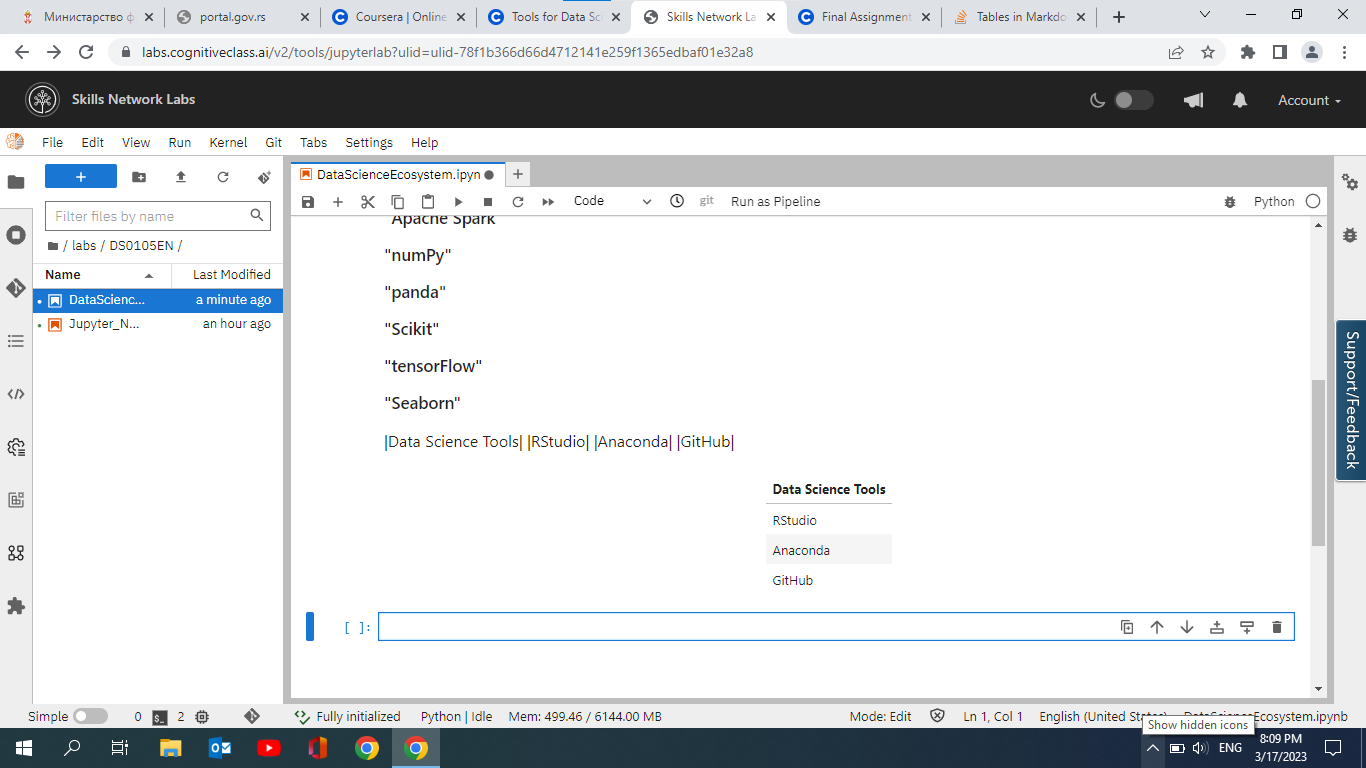 Министарство ф
portal.gov.rs
Coursera | Online
Tools for Data Sci
Skills Network La
Final Assignment
Tables in Markdo
labs.cognitiveclass.ai/v2/tools/jupyterlab?ulid=ulid-78f1b366d66d4712141e259f1365edbaf01e32a8
Skills Network Labs
Account
File Edit View Run Kernel Git Tabs Settings Help
DataScienceEcosystem.ipyn
Code
git
Run as Pipeline
Python
Filter files by name
/ labs / DS0105EN /
Name Last Modified
DataScienc... a minute ago
Jupyter_N... an hour ago
Apache Spark
"numPy"
"panda"
"Scikit"
"tensorFlow"
"Seaborn"
|Data Science Tools| |RStudio| |Anaconda| |GitHub|
Data Science Tools
RStudio
Anaconda
GitHub
[ ]:
Support/Feedback
Simple 0 $_ 2 Fully initialized Python | Idle Mem: 499.46 / 6144.00 MB Mode: Edit Ln 1, Col 1 English (United States) DataScienceEcosystem.ipynb
Show hidden icons
ENG
8:09 PM
3/17/2023